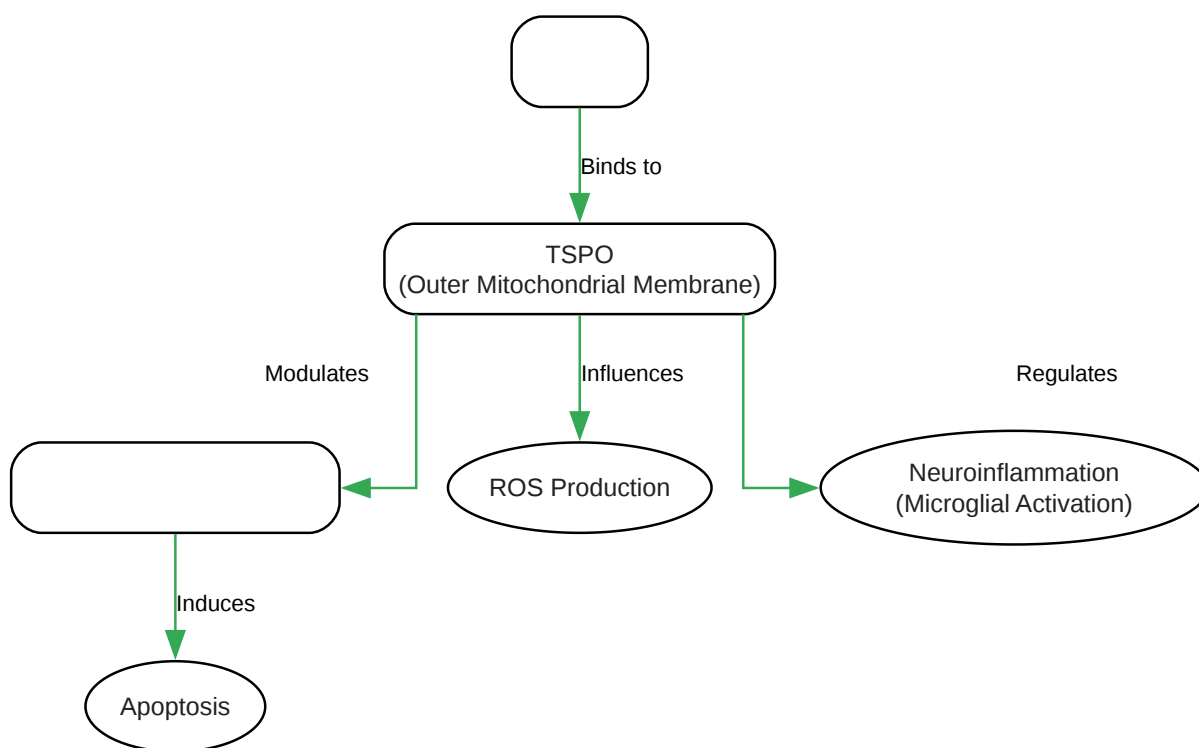 Binds to
TSPO
(Outer Mitochondrial Membrane)
Modulates
Influences
Regulates
ROS Production
Neuroinflammation
(Microglial Activation)
Induces
Apoptosis